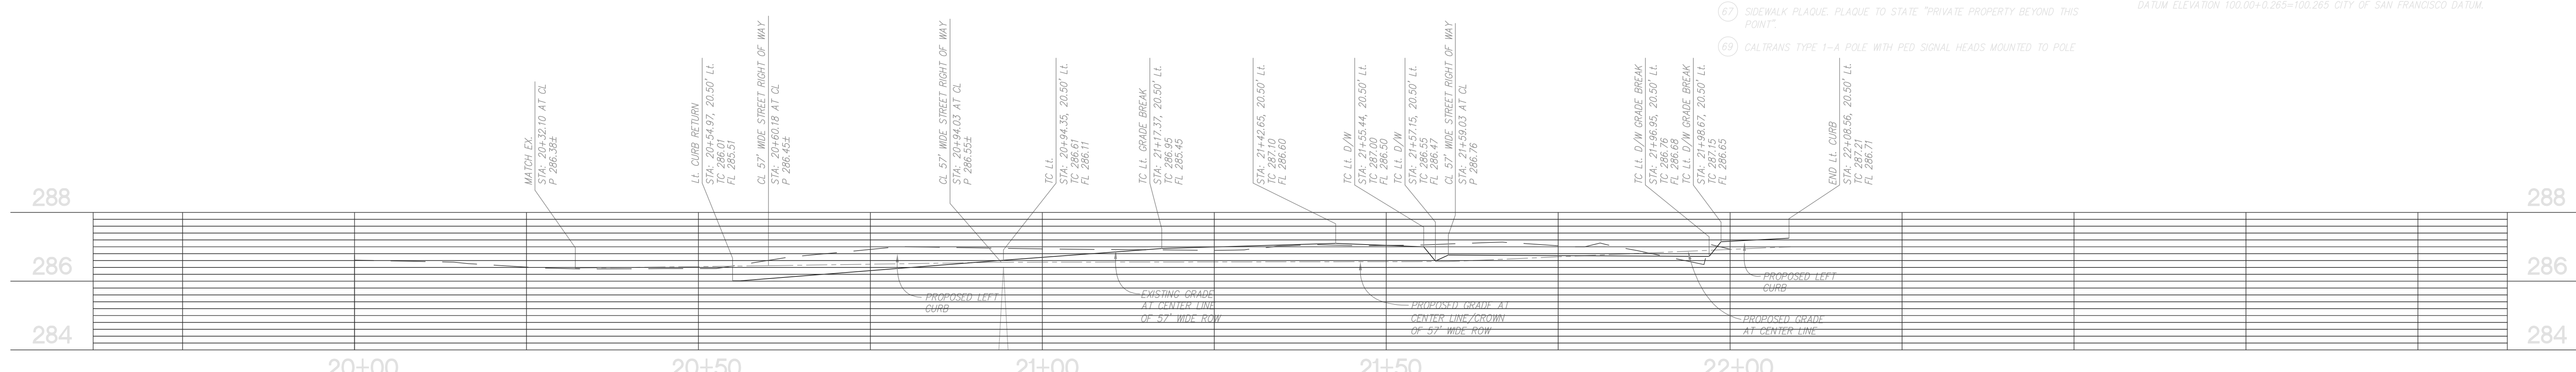 67 SIDEWALK PLAQUE. PLAQUE TO STATE "PRIVATE PROPERTY BEYOND THIS
POINT".
69 CALTRANS TYPE 1-A POLE WITH PED SIGNAL HEADS MOUNTED TO POLE
DATUM ELEVATION 100.00+0.265=100.265 CITY OF SAN FRANCISCO DATUM.
MATCH EX.
STA: 20+32.10 AT CL
P 286.38±
Lt. CURB RETURN
STA: 20+54.97, 20.50' Lt.
TC 286.01
FL 285.51
CL 57' WIDE STREET RIGHT OF WAY
STA: 20+60.18 AT CL
P 286.45±
CL 57' WIDE STREET RIGHT OF WAY
STA: 20+94.03 AT CL
P 286.55±
TC Lt.
STA: 20+94.35, 20.50' Lt.
TC 286.61
FL 286.11
TC Lt. GRADE BREAK
STA: 21+17.37, 20.50' Lt.
TC 286.95
FL 285.45
STA: 21+42.65, 20.50' Lt.
TC 287.10
FL 286.60
TC Lt. D/W
STA: 21+55.44, 20.50' Lt.
TC 287.00
FL 286.50
TC Lt. D/W
STA: 21+57.15, 20.50' Lt.
TC 286.55
FL 286.47
CL 57' WIDE STREET RIGHT OF WAY
STA: 21+59.03 AT CL
P 286.76
TC Lt. D/W GRADE BREAK
STA: 21+96.95, 20.50' Lt.
TC 286.76
FL 286.68
TC Lt. D/W GRADE BREAK
STA: 21+98.67, 20.50' Lt.
TC 287.15
FL 286.65
END Lt. CURB
STA: 22+08.56, 20.50' Lt.
TC 287.21
FL 286.71
288
288
286
286
284
284
PROPOSED LEFT
CURB
EXISTING GRADE
AT CENTER LINE
OF 57' WIDE ROW
PROPOSED GRADE AT
CENTER LINE/CROWN
OF 57' WIDE ROW
PROPOSED GRADE
AT CENTER LINE
PROPOSED LEFT
CURB
20+00
20+50
21+00
21+50
22+00